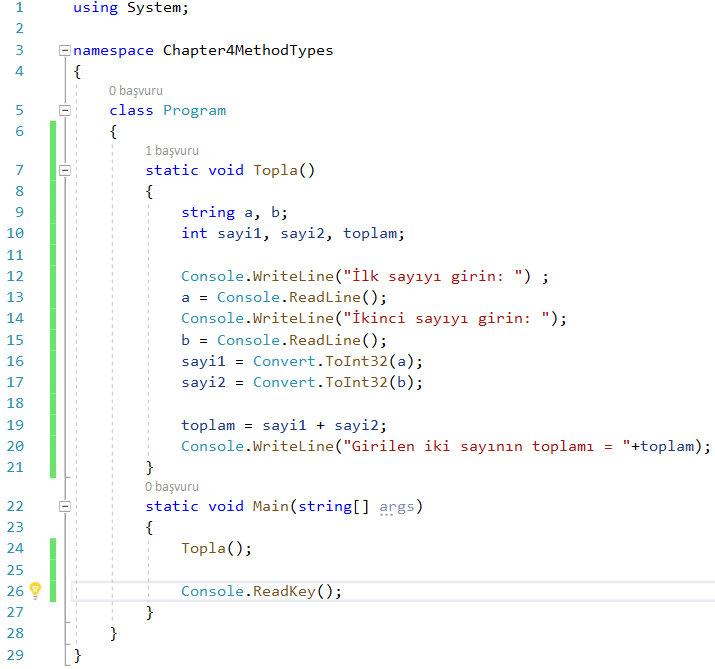 1 using System;
2
3 namespace Chapter4MethodTypes
4 {
0 başvuru
5 class Program
6 {
1 başvuru
7 static void Topla()
8 {
9 string a, b;
10 int sayi1, sayi2, toplam;
11
12 Console.WriteLine("İlk sayıyı girin: ") ;
13 a = Console.ReadLine();
14 Console.WriteLine("İkinci sayıyı girin: ");
15 b = Console.ReadLine();
16 sayi1 = Convert.ToInt32(a);
17 sayi2 = Convert.ToInt32(b);
18
19 toplam = sayi1 + sayi2;
20 Console.WriteLine("Girilen iki sayının toplamı = "+toplam);
21 }
0 başvuru
22 static void Main(string[] args)
23 {
24 Topla();
25
26 Console.ReadKey();
27 }
28 }
29 }